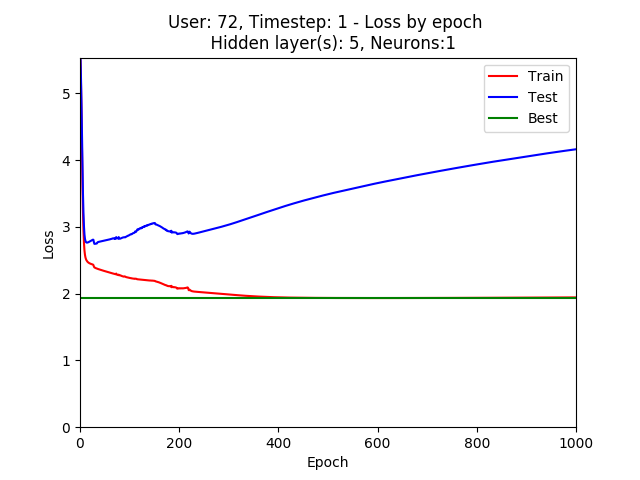 User: 72, Timestep: 1 - Loss by epoch
Hidden layer(s): 5, Neurons:1
Train
Test
Best
5
4
3
2
1
0
Loss
0 200 400 600 800 1000
Epoch